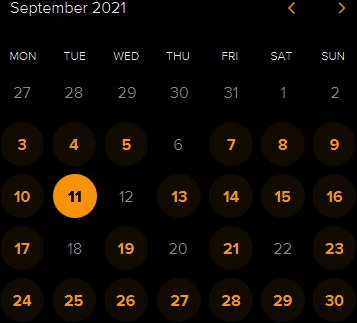 September 2021
MON TUE WED THU FRI SAT SUN
27 28 29 30 31 1 2
3 4 5 6 7 8 9
10 11 12 13 14 15 16
17 18 19 20 21 22 23
24 25 26 27 28 29 30